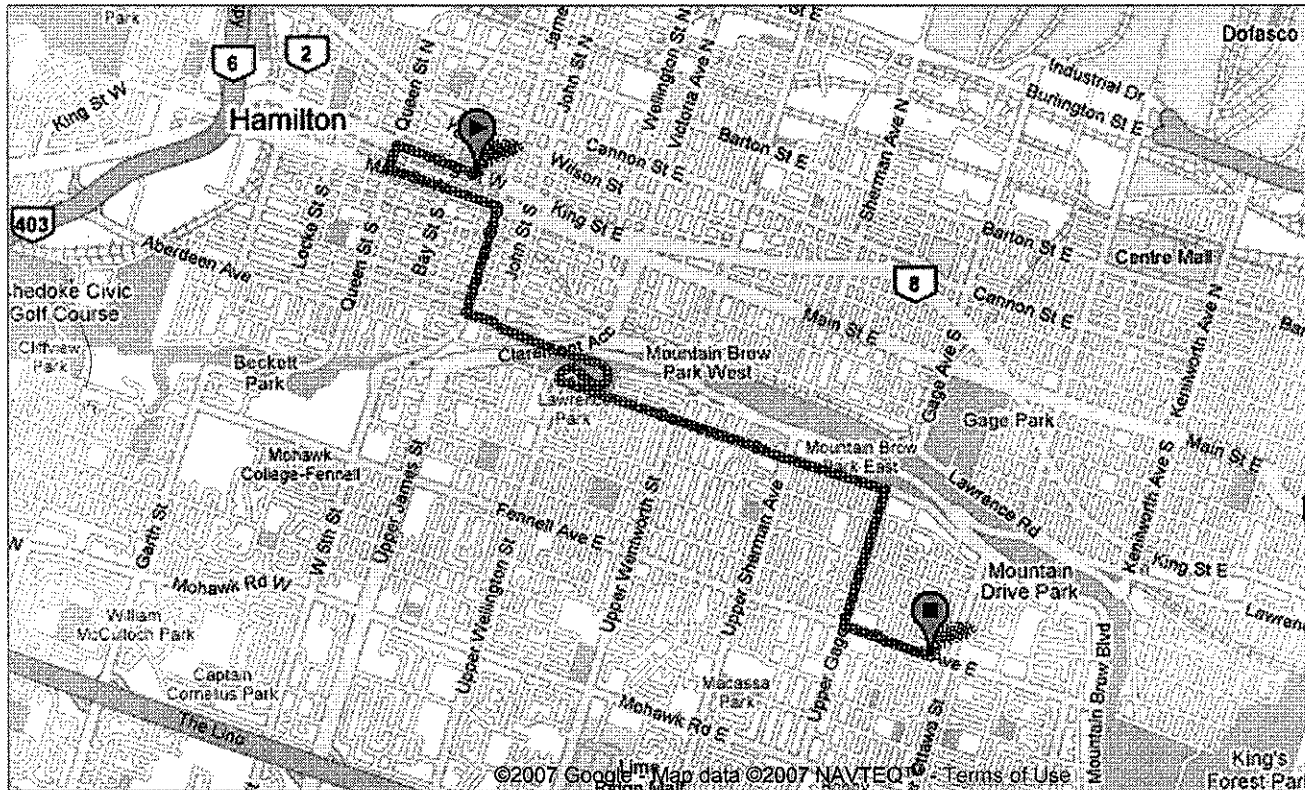 Park
6
2
Queen St N
John St N
Wellington St N
Victoria Ave N
Sherman Ave N
Industrial Dr
Burlington St E
Dofasco
King St W
Hamilton
Cannon St E
Barton St E
Wilson St
King St E
403
Aberdeen Ave
Locke St S
Queen St S
Bay St S
John St S
Barton St E
Centre Mall
8
Cannon St E
Main St E
Gage Ave S
Kenilworth Ave N
hedoke Civic
Golf Course
Cliffview
Park
Beckett
Park
Claremont Acc
Mountain Brow
Park West
Lawrence
Park
Gage Park
Main St E
Mohawk
College-Fennell
Mountain Brow
Park East
Lawrence Rd
Kenilworth Ave S
Garth St
W 5th St
Upper James St
Fennell Ave E
Upper Wellington St
Upper Wentworth St
Upper Sherman Ave
Mohawk Rd W
William
McCulloch Park
Mountain
Drive Park
King St E
Lawrenc
Captain
Cornelius Park
The Linc
Macassa
Park
Upper Gage
Ave E
Mohawk Rd E
Ottawa St
Mountain Brow Blvd
King's
Forest Par
©2007 Google - Map data ©2007 NAVTEQ™ - Terms of Use